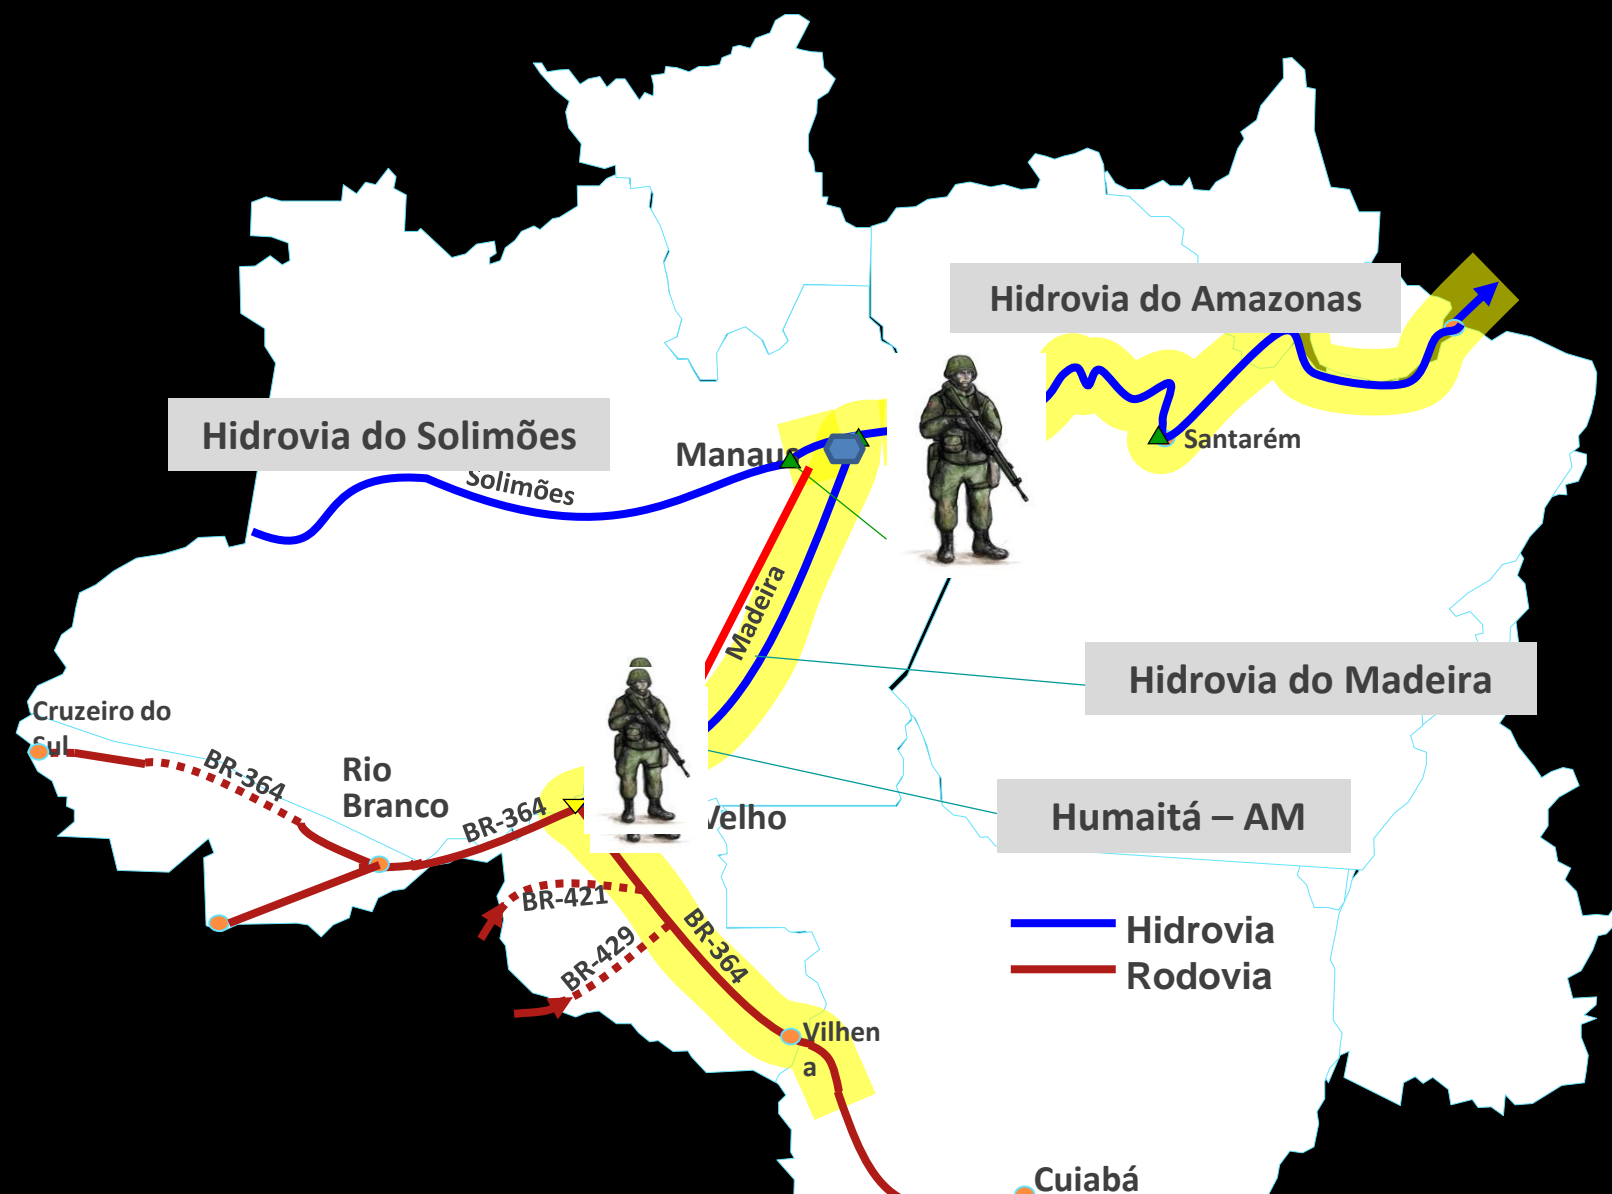 Hidrovia do Amazonas
Hidrovia do Solimões
Manaus
Santarém
Solimões
Madeira
Hidrovia do Madeira
Cruzeiro do
Sul
BR-364
Rio
Branco
BR-364
Velho
Humaitá – AM
BR-421
BR-364
BR-429
Hidrovia
Rodovia
Vilhen
a
Cuiabá